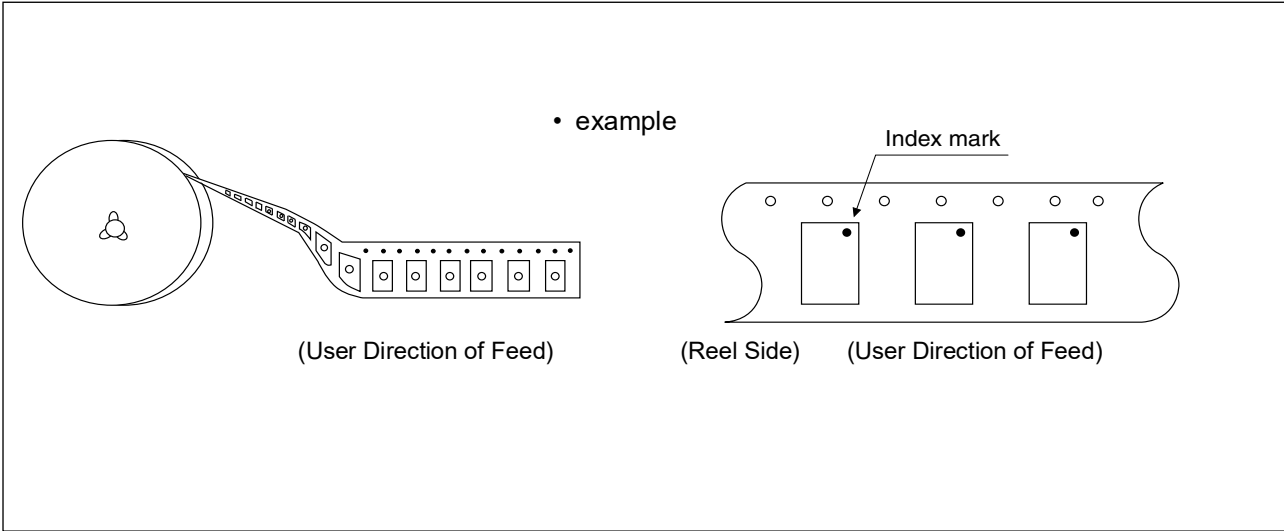 • example
Index mark
(User Direction of Feed)
(Reel Side)
(User Direction of Feed)